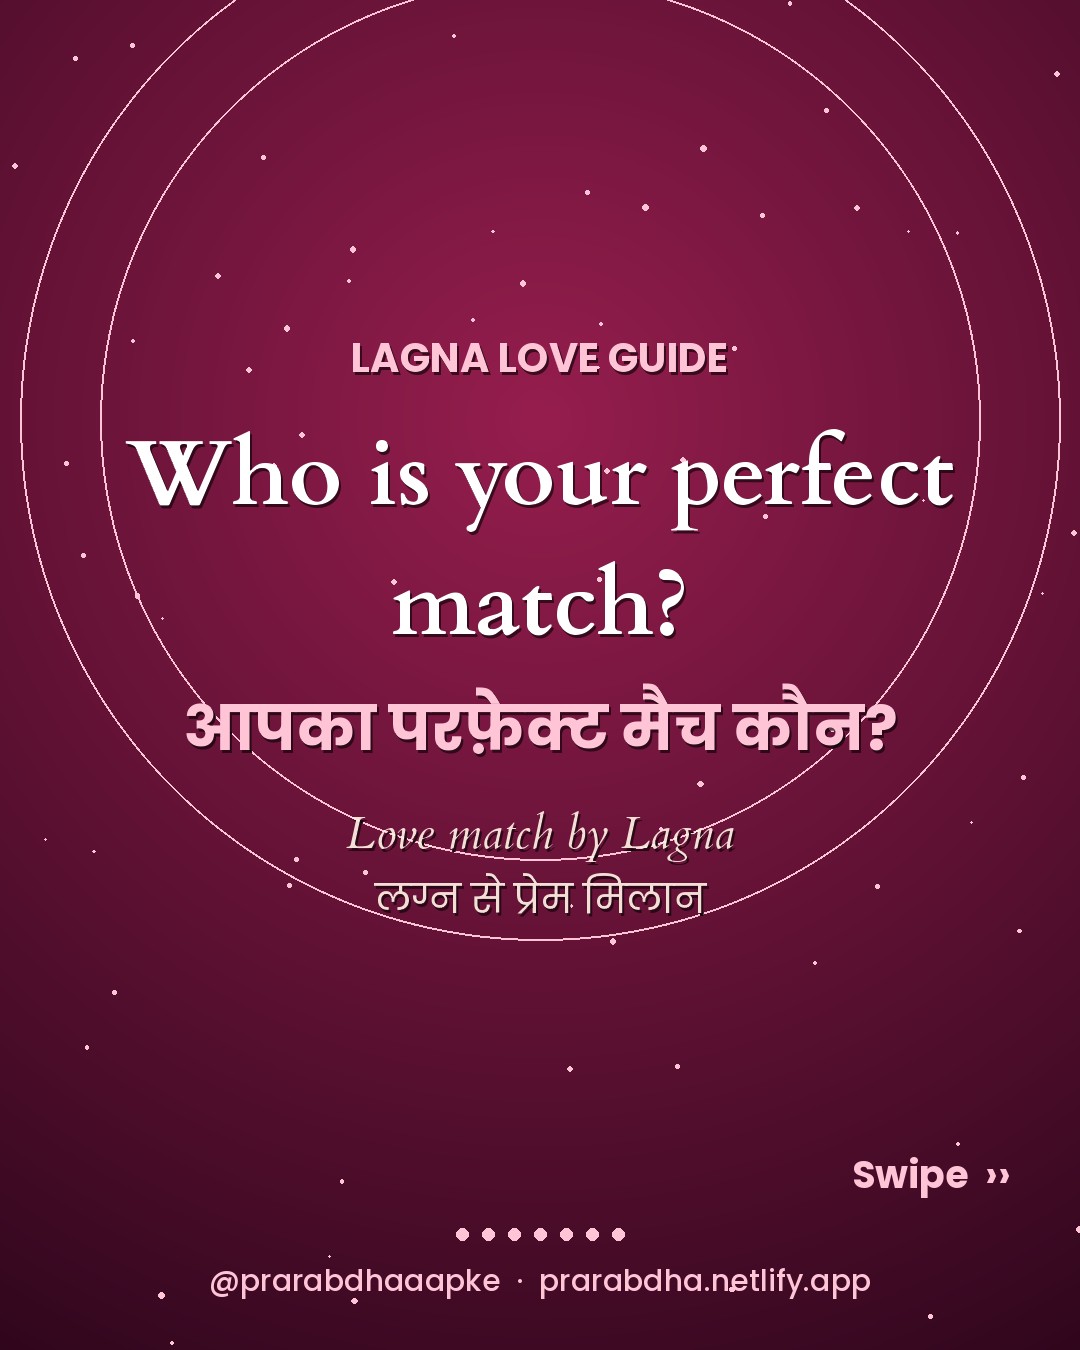 LAGNA LOVE GUIDE
Who is your perfect
match?
आपका परफ़ेक्ट मैच कौन?
Love match by Lagna
लग्न से प्रेम मिलान
Swipe ››
@prarabdhaaapke · prarabdha.netlify.app